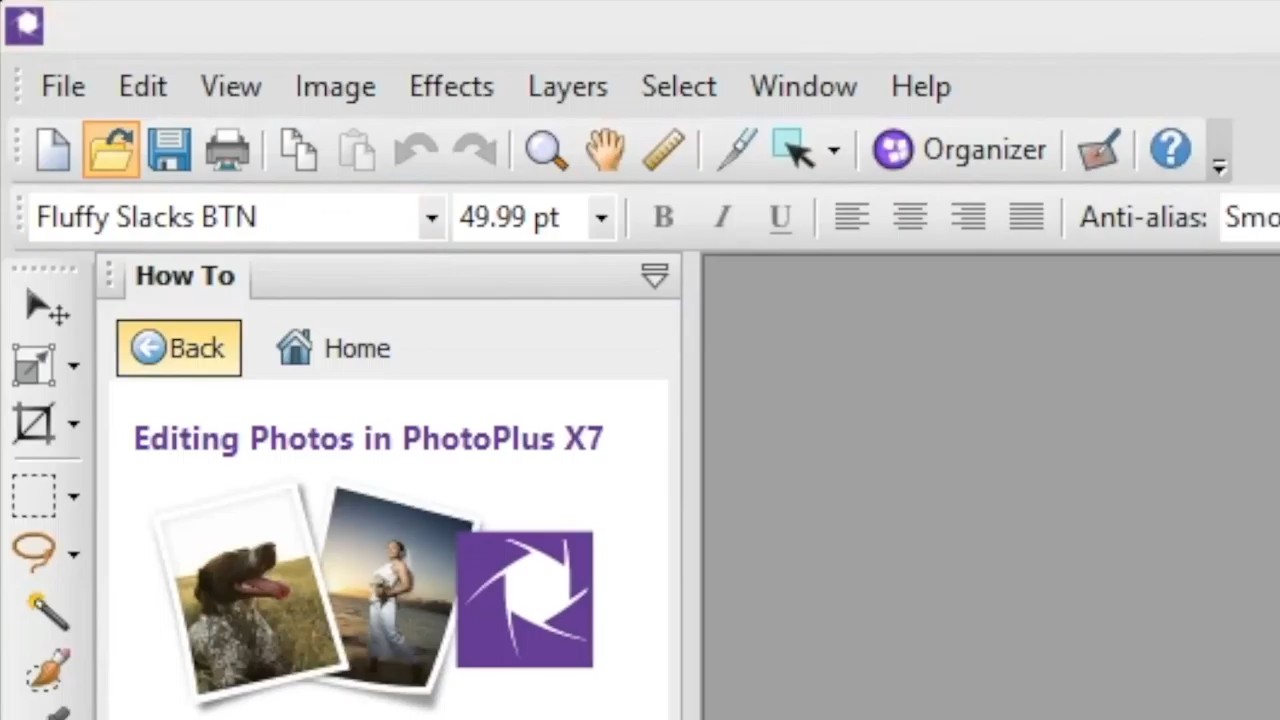 File Edit View Image Effects Layers Select Window Help
Organizer
Fluffy Slacks BTN 49.99 pt B I U Anti-alias: Smo
How To
Back Home
Editing Photos in PhotoPlus X7